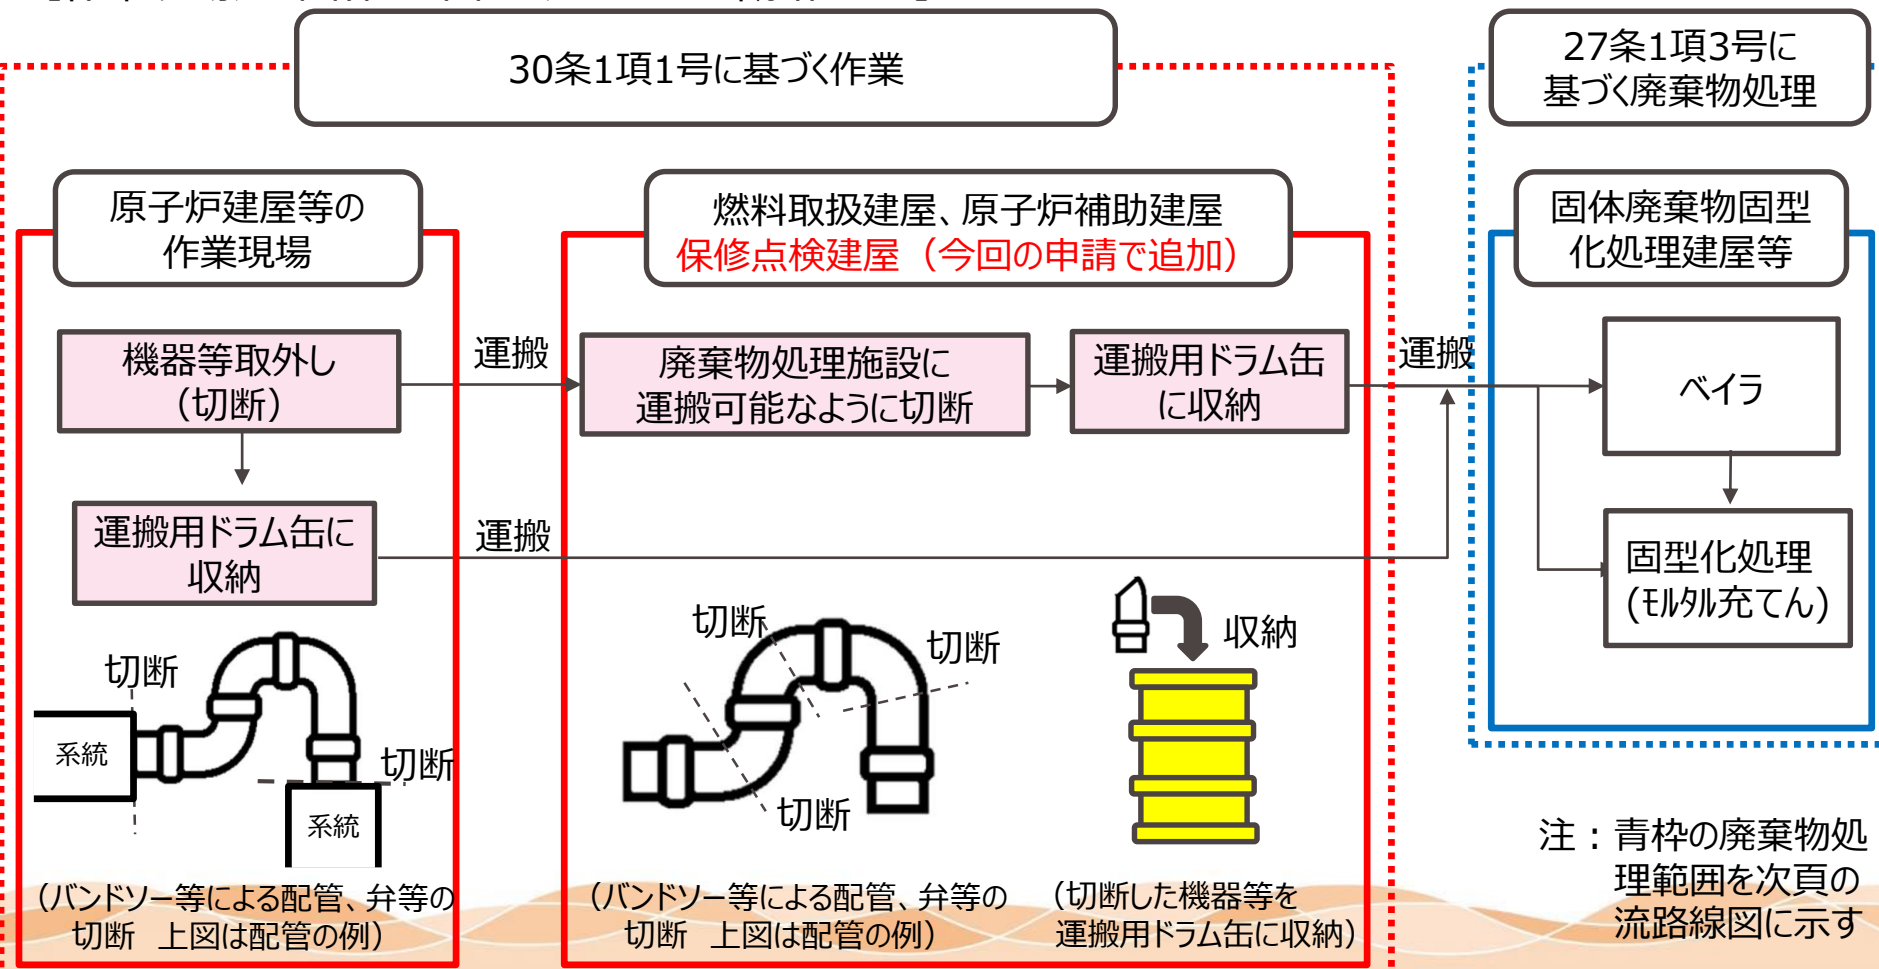 30条1項1号に基づく作業
27条1項3号に
基づく廃棄物処理
原子炉建屋等の
作業現場
燃料取扱建屋、原子炉補助建屋
保修点検建屋（今回の申請で追加）
固体廃棄物固型
化処理建屋等
機器等取外し
（切断）
運搬
廃棄物処理施設に
運搬可能なように切断
運搬用ドラム缶
に収納
運搬
ベイラ
運搬用ドラム缶に
収納
運搬
固型化処理
(ﾓﾙﾀﾙ充てん)
切断
系統
切断
系統
切断
切断
切断
収納
（バンドソー等による配管、弁等の
切断　上図は配管の例）
（バンドソー等による配管、弁等の
切断　上図は配管の例）
（切断した機器等を
運搬用ドラム缶に収納）
注：青枠の廃棄物処
理範囲を次頁の
流路線図に示す